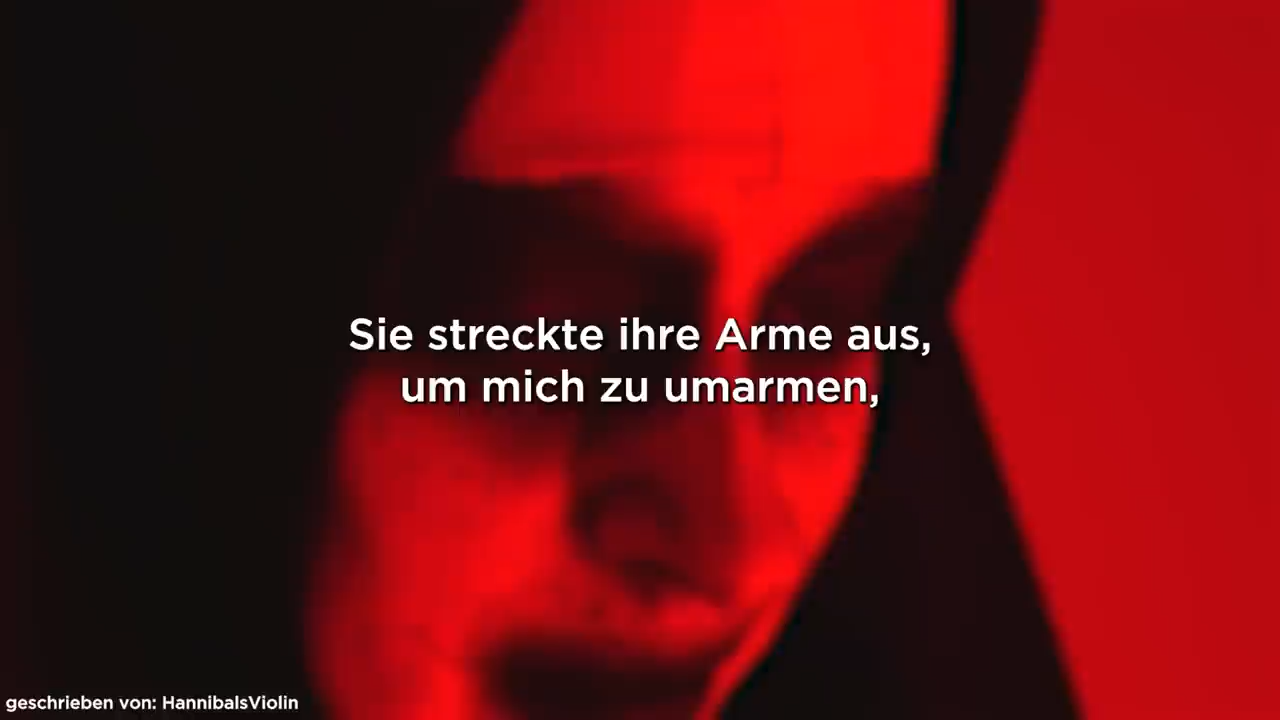 Sie streckte ihre Arme aus,
um mich zu umarmen,
geschrieben von: HannibalsViolin